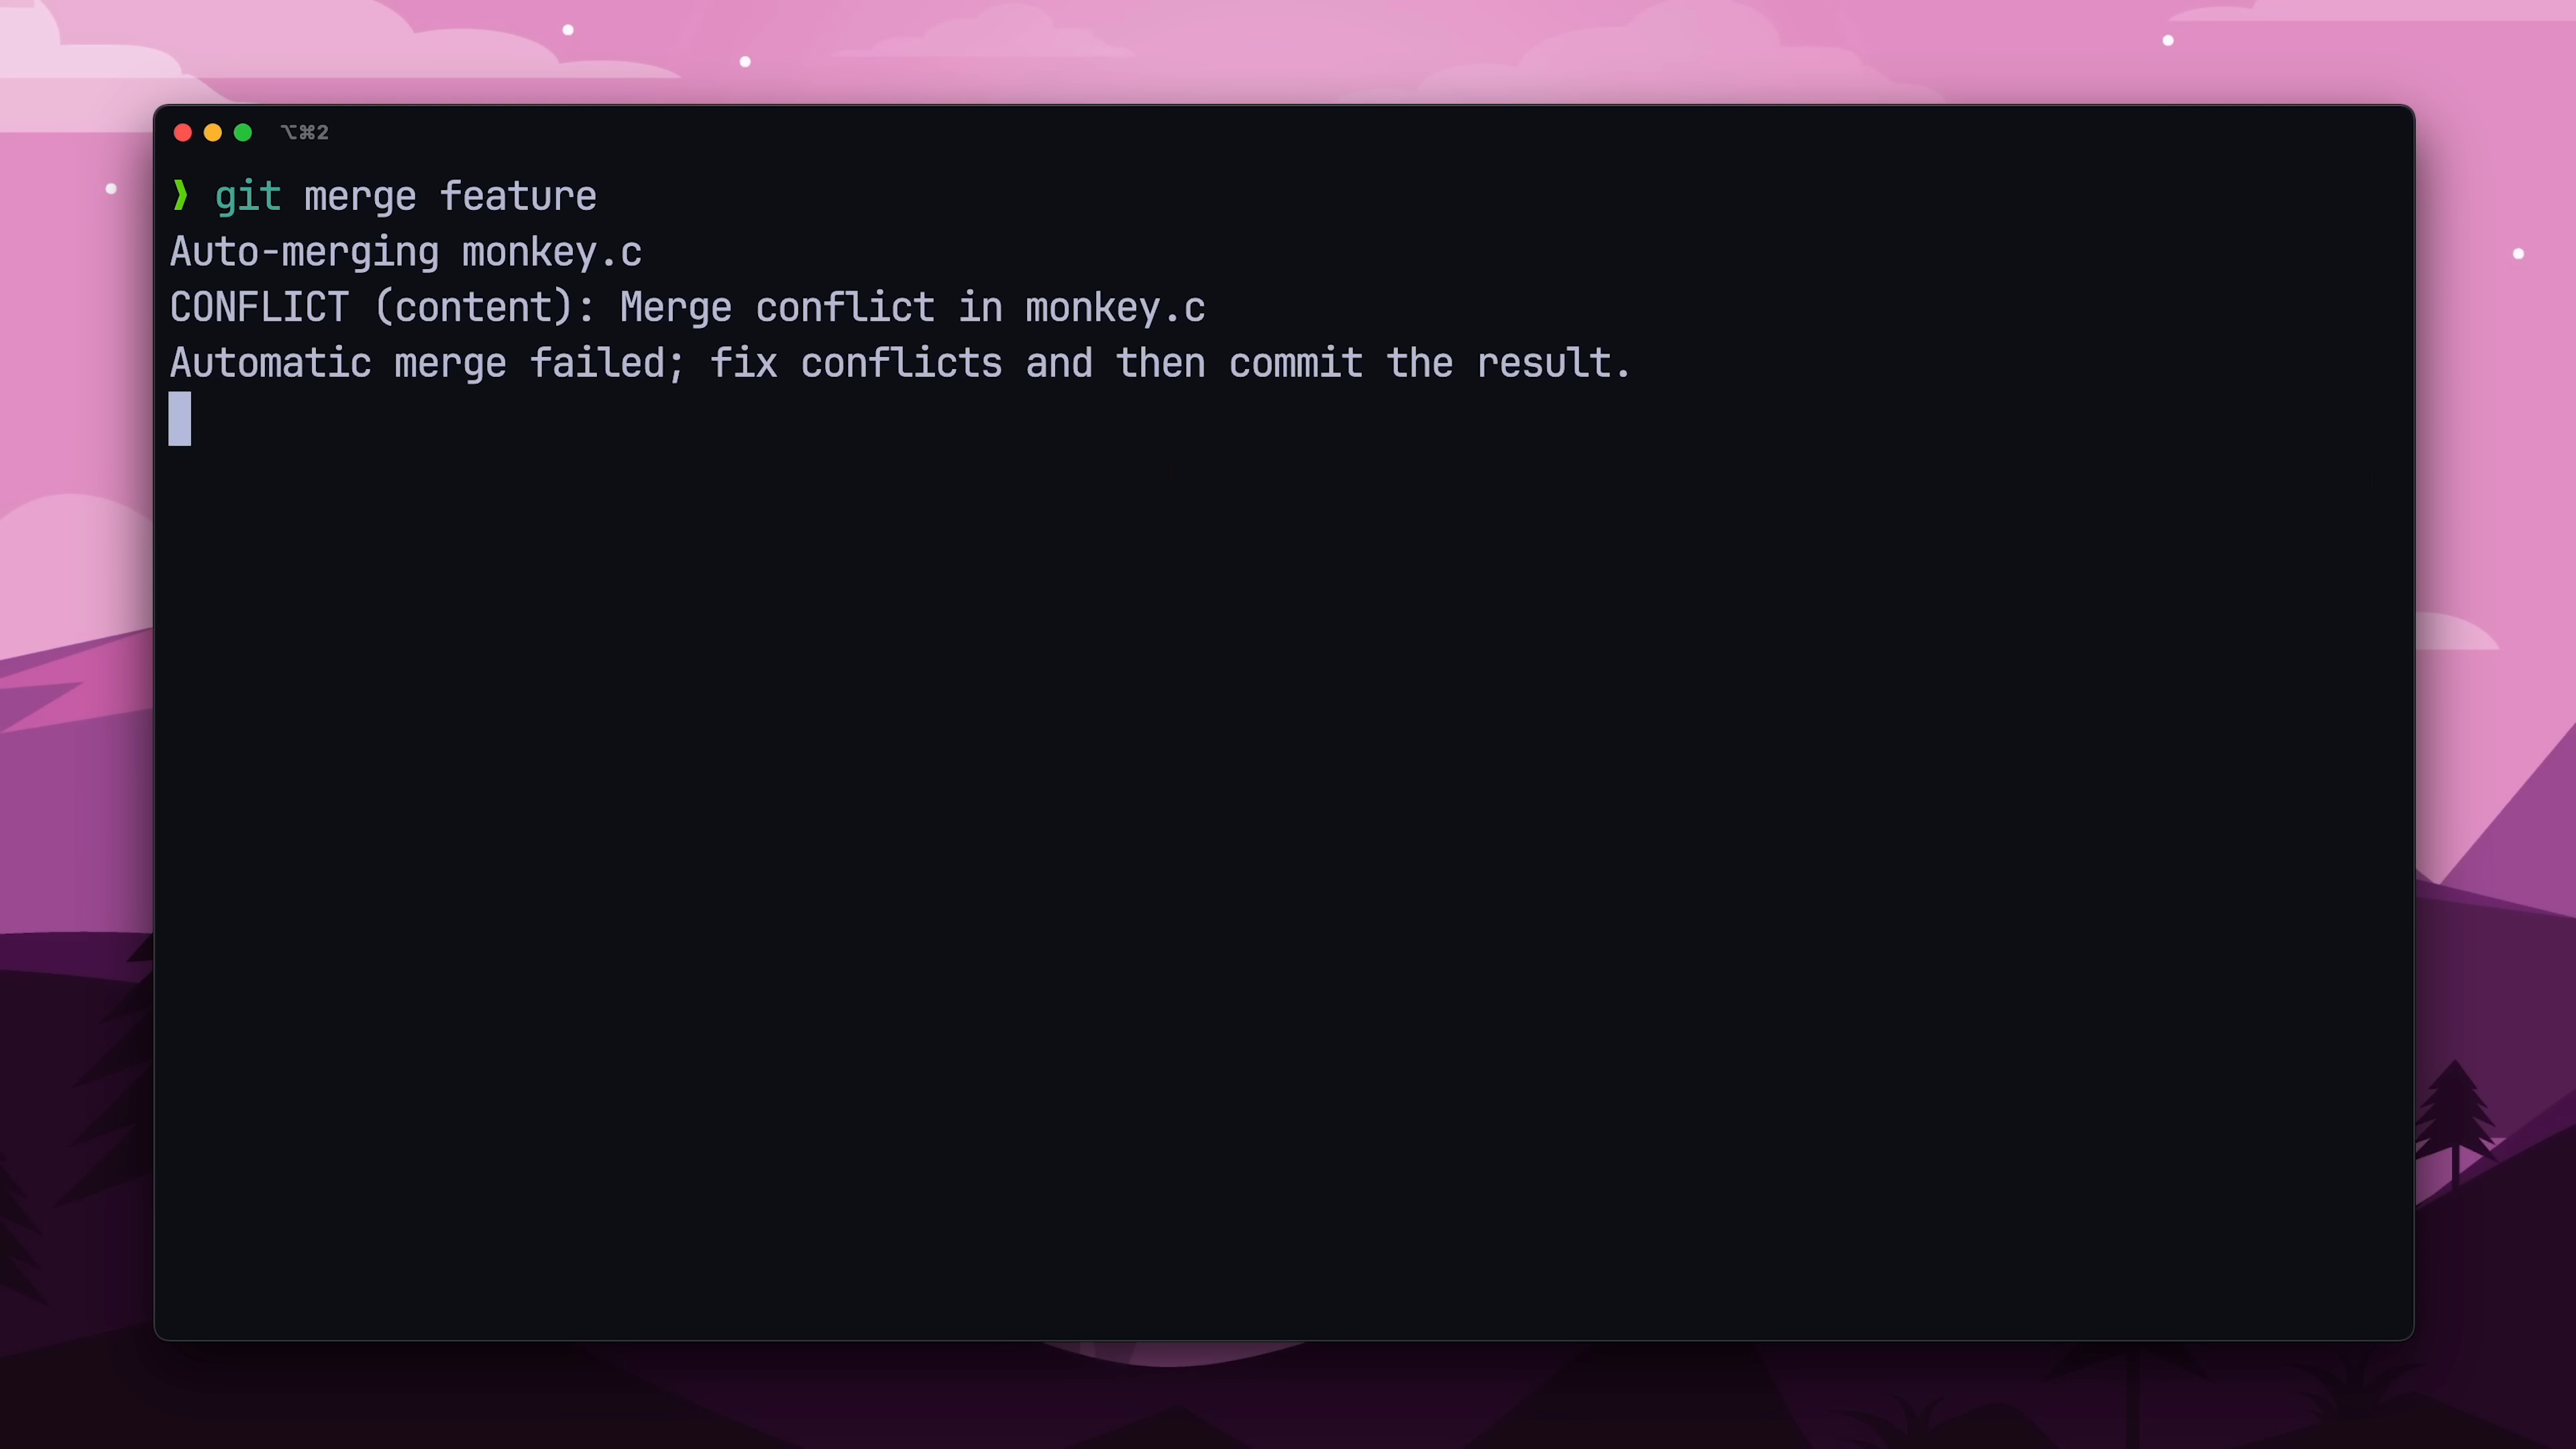 ⌥⌘2
❯ git merge feature
Auto-merging monkey.c
CONFLICT (content): Merge conflict in monkey.c
Automatic merge failed; fix conflicts and then commit the result.